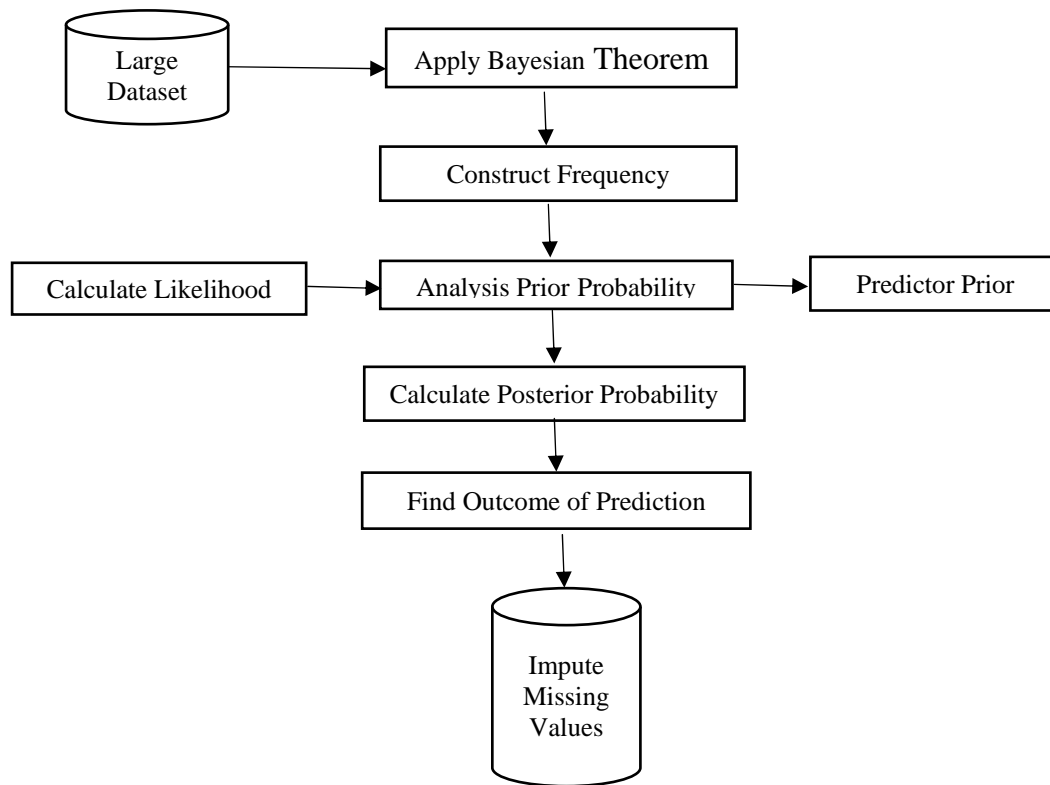 Large
Dataset
Apply Bayesian Theorem
Construct Frequency
Calculate Likelihood
Analysis Prior Probability
Predictor Prior
Calculate Posterior Probability
Find Outcome of Prediction
Impute
Missing
Values